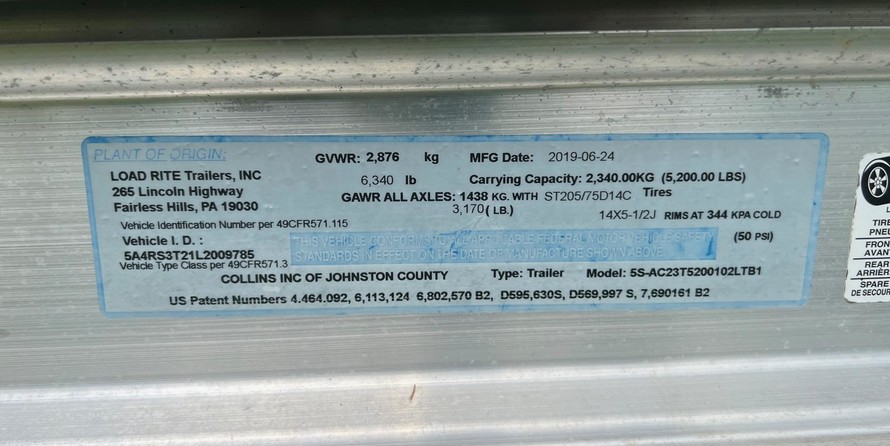 PLANT OF ORIGIN:
GVWR: 2,876 kg MFG Date: 2019-06-24
LOAD RITE Trailers, INC
6,340 lb Carrying Capacity: 2,340.00KG (5,200.00 LBS)
265 Lincoln Highway
GAWR ALL AXLES: 1438 KG. WITH ST205/75D14C Tires
Fairless Hills, PA 19030
3,170 ( LB.) 14X5-1/2J RIMS AT 344 KPA COLD
Vehicle Identification Number per 49CFR571.115
Vehicle I. D. :
THIS VEHICLE CONFORMS TO ALL APPLICABLE FEDERAL MOTOR VEHICLE SAFETY (50 PSI)
5A4RS3T21L2009785
STANDARDS IN EFFECT ON THE DATE OF MANUFACTURE SHOWN ABOVE
Vehicle Type Class per 49CFR571.3
COLLINS INC OF JOHNSTON COUNTY Type: Trailer Model: 5S-AC23T5200102LTB1
US Patent Numbers 4.464.092, 6,113,124 6,802,570 B2, D595,630S, D569,997 S, 7,690161 B2
TIRE
FRONT
AVANT
REAR
ARRIÈR
SPARE
DE SECOUR